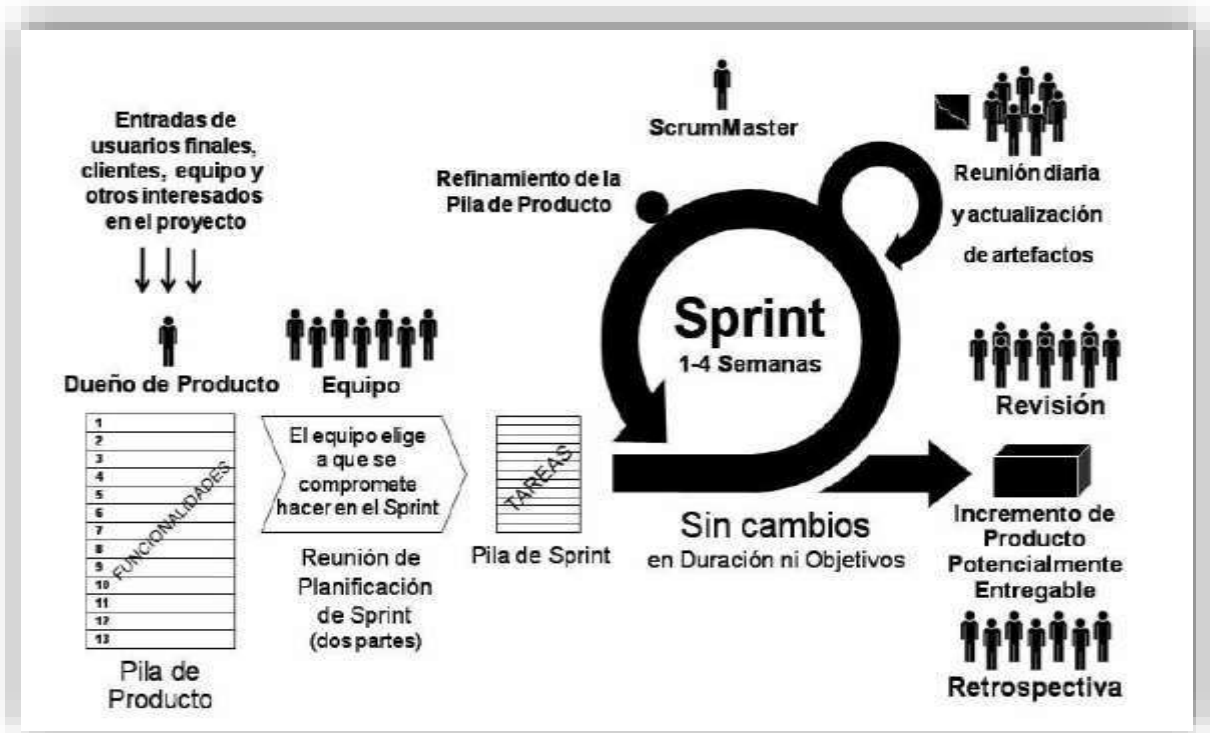 Entradas de
usuarios finales,
clientes, equipo y
otros interesados
en el proyecto
Dueño de Producto
1
2
3
4
5
6
7
8
9
10
11
12
13
FUNCIONALIDADES
Pila de
Producto
Equipo
El equipo elige
a que se
compromete
hacer en el Sprint
Reunión de
Planificación
de Sprint
(dos partes)
TAREAS
Pila de Sprint
ScrumMaster
Refinamiento de la
Pila de Producto
Sprint
1-4 Semanas
Sin cambios
en Duración ni Objetivos
Reunión diaria
y actualización
de artefactos
Revisión
Incremento de
Producto
Potencialmente
Entregable
Retrospectiva